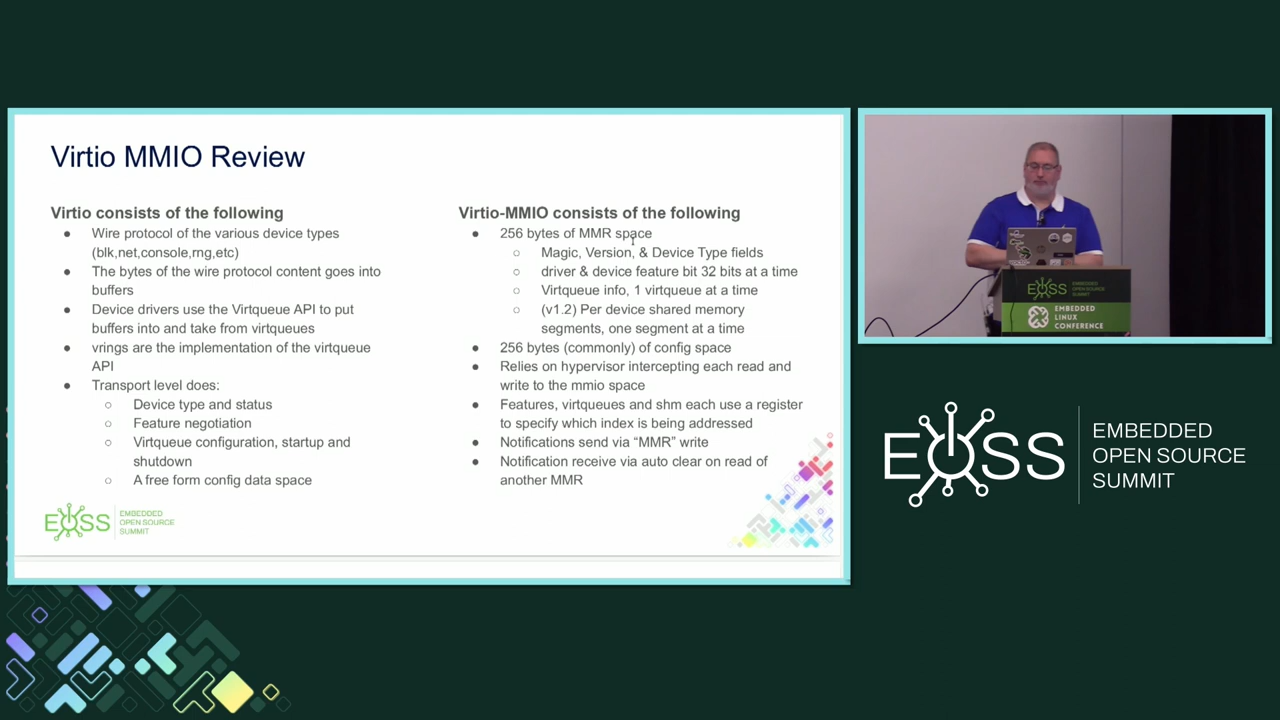 Virtio MMIO Review
Virtio consists of the following
● Wire protocol of the various device types
(blk,net,console,rng,etc)
● The bytes of the wire protocol content goes into
buffers
● Device drivers use the Virtqueue API to put
buffers into and take from virtqueues
● vrings are the implementation of the virtqueue
API
● Transport level does:
○ Device type and status
○ Feature negotiation
○ Virtqueue configuration, startup and
shutdown
○ A free form config data space
Virtio-MMIO consists of the following
● 256 bytes of MMR space
○ Magic, Version, & Device Type fields
○ driver & device feature bit 32 bits at a time
○ Virtqueue info, 1 virtqueue at a time
○ (v1.2) Per device shared memory
segments, one segment at a time
● 256 bytes (commonly) of config space
● Relies on hypervisor intercepting each read and
write to the mmio space
● Features, virtqueues and shm each use a register
to specify which index is being addressed
● Notifications send via “MMR” write
● Notification receive via auto clear on read of
another MMR
EOSS
EMBEDDED
OPEN SOURCE
SUMMIT
EOSS
EMBEDDED
OPEN SOURCE
SUMMIT
EMBEDDED
LINUX
CONFERENCE
EOSS
EMBEDDED
OPEN SOURCE
SUMMIT